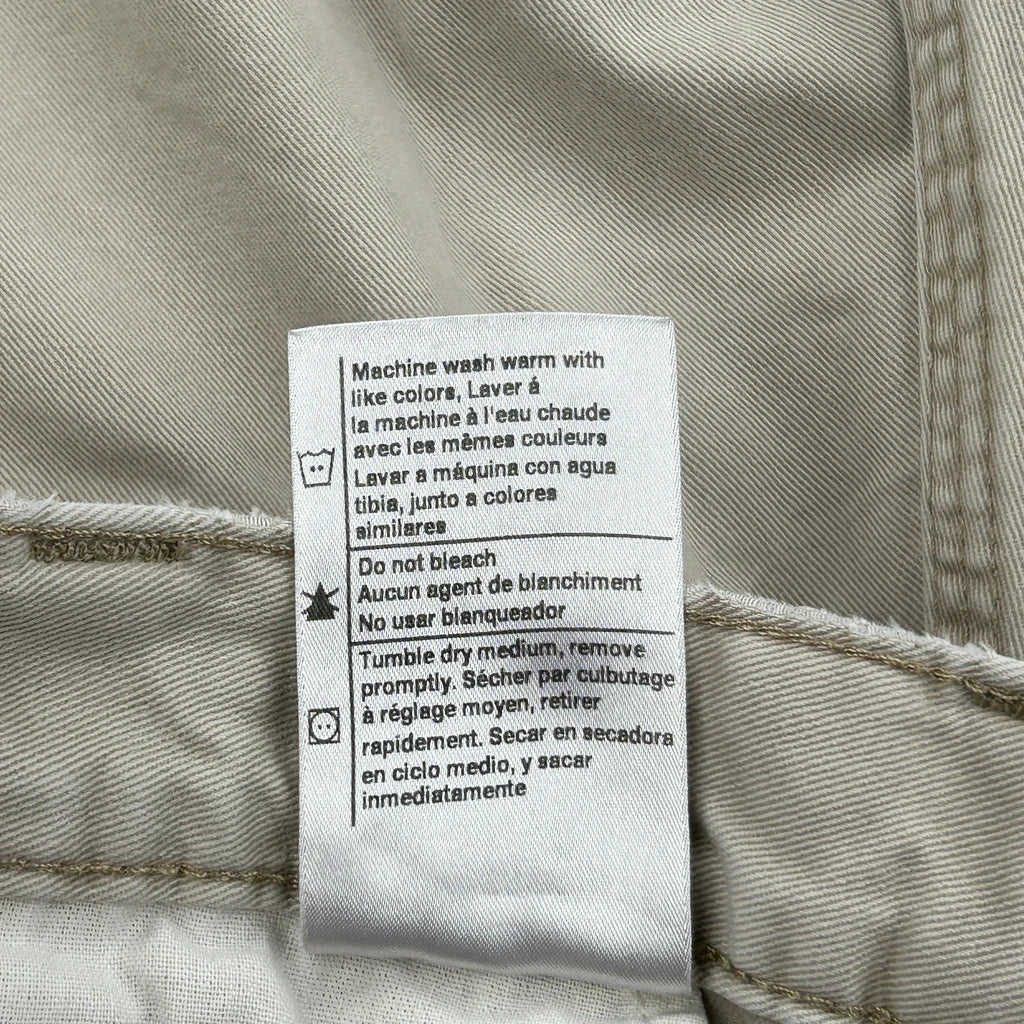 Machine wash warm with
like colors, Laver á
la machine à l'eau chaude
avec les mêmes couleurs
Lavar a máquina con agua
tibia, junto a colores
similares
Do not bleach
Aucun agent de blanchiment
No usar blanqueador
Tumble dry medium, remove
promptly. Sécher par culbutage
à réglage moyen, retirer
rapidement. Secar en secadora
en ciclo medio, y sacar
inmediatamente